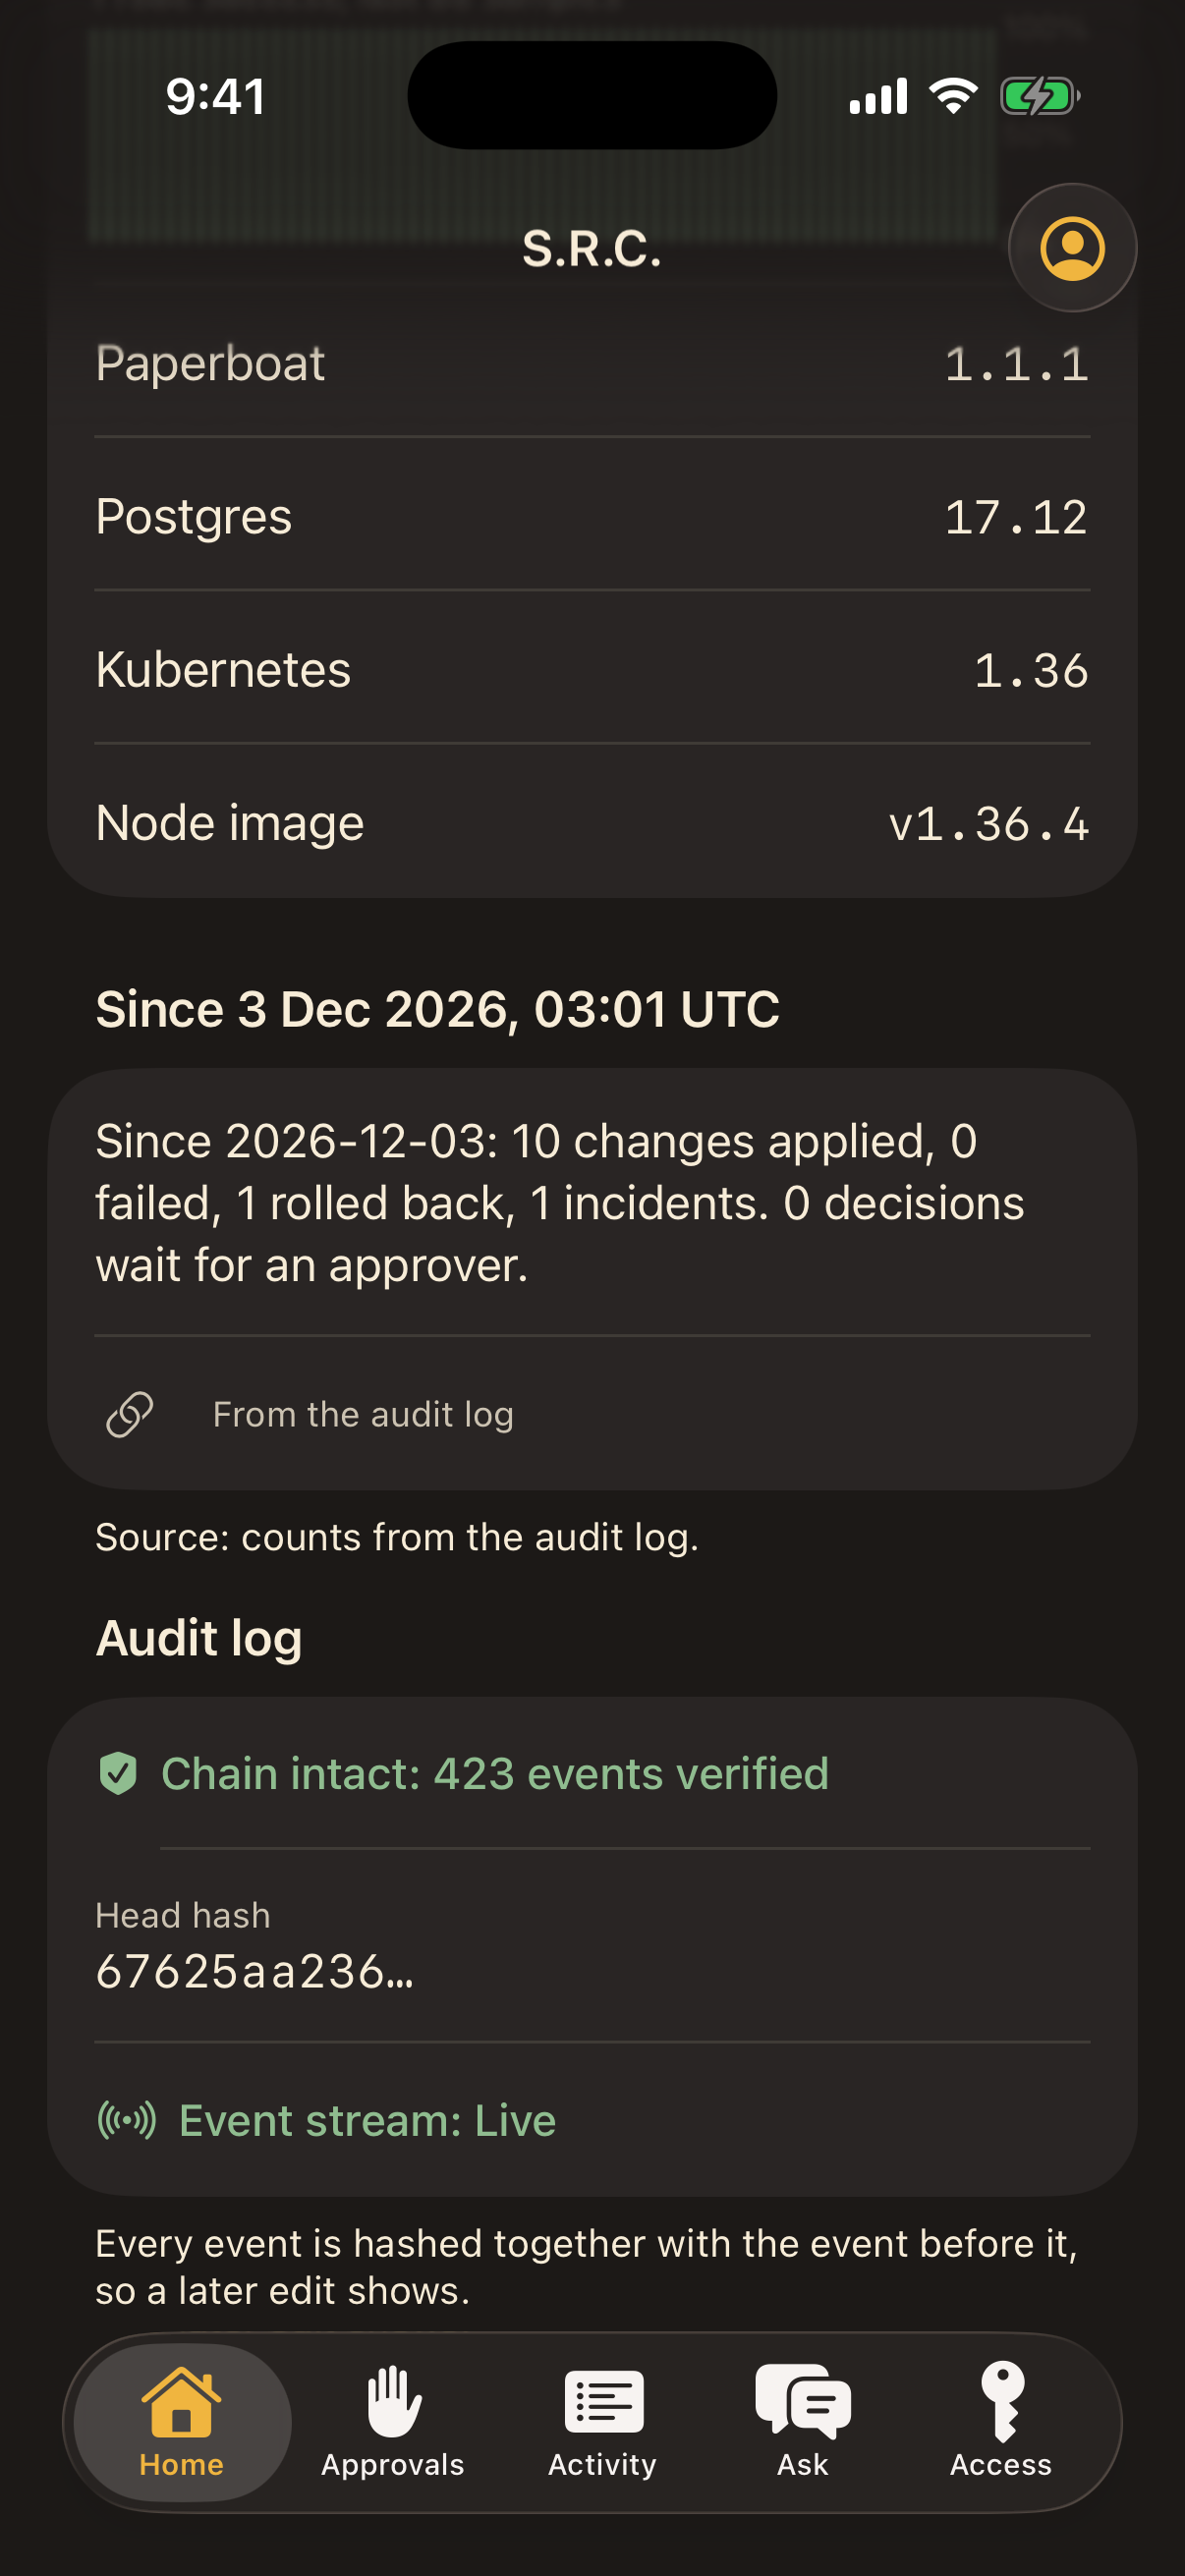 9:41
S.R.C.
Paperboat 1.1.1
Postgres 17.12
Kubernetes 1.36
Node image v1.36.4
Since 3 Dec 2026, 03:01 UTC
Since 2026-12-03: 10 changes applied, 0
failed, 1 rolled back, 1 incidents. 0 decisions
wait for an approver.
From the audit log
Source: counts from the audit log.
Audit log
Chain intact: 423 events verified
Head hash
67625aa236…
Event stream: Live
Every event is hashed together with the event before it,
so a later edit shows.
Home Approvals Activity Ask Access